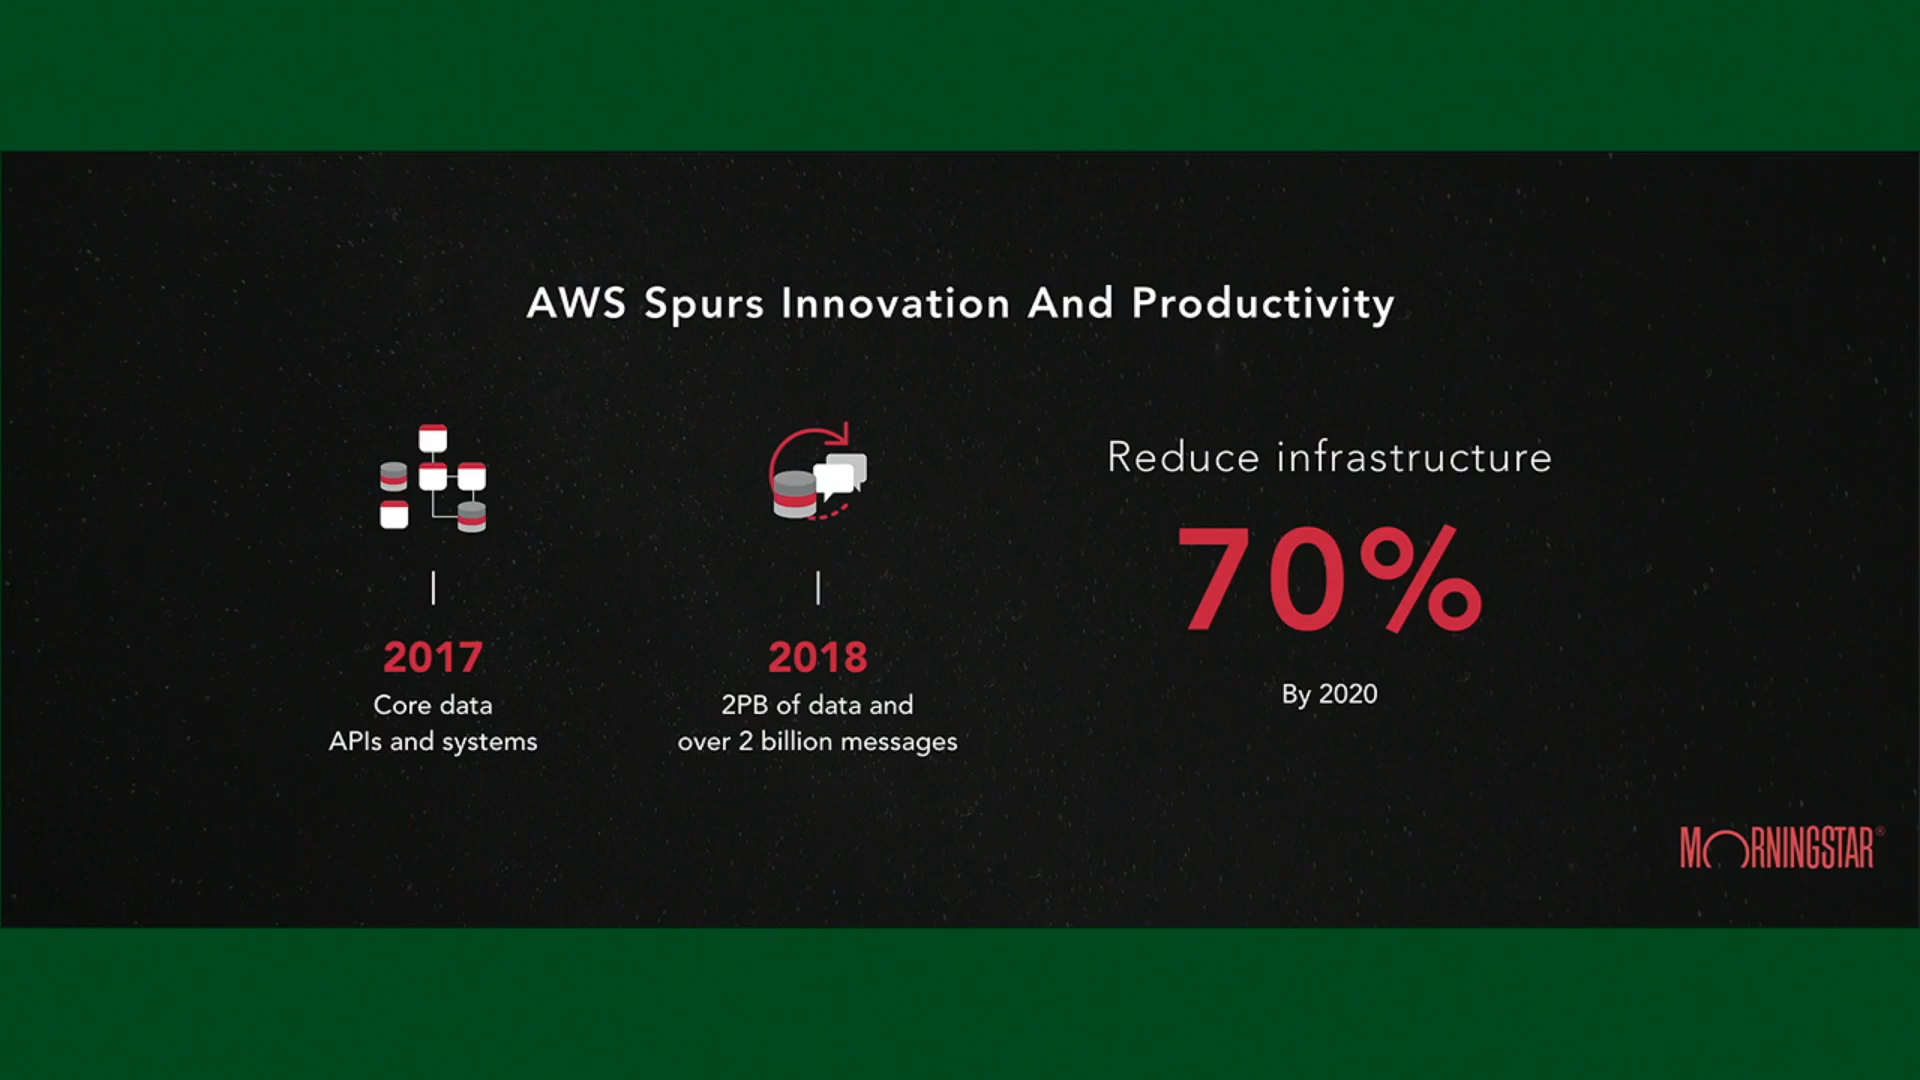 AWS Spurs Innovation And Productivity
2017
Core data
APIs and systems
2018
2PB of data and
over 2 billion messages
Reduce infrastructure
70%
By 2020
MORNINGSTAR®